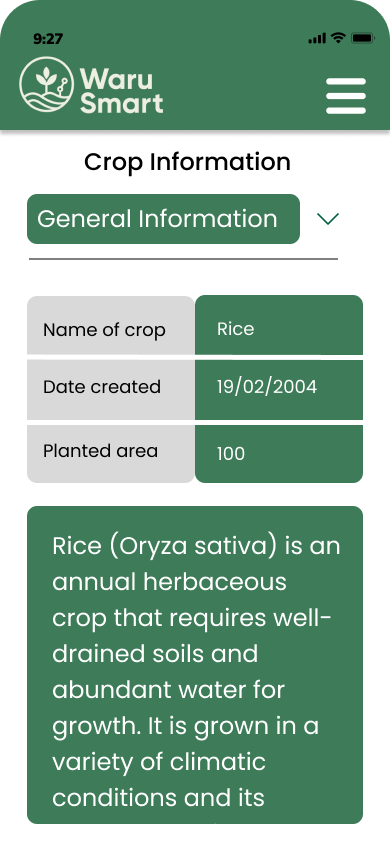 9:27
Waru
Smart
Crop Information
General Information
Name of crop
Rice
Date created
19/02/2004
Planted area
100
Rice (Oryza sativa) is an
annual herbaceous
crop that requires well-
drained soils and
abundant water for
growth. It is grown in a
variety of climatic
conditions and its